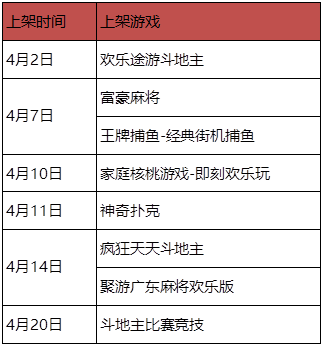 上架时间 上架游戏
4月2日 欢乐途游斗地主
4月7日 富豪麻将
王牌捕鱼-经典街机捕鱼
4月10日 家庭核桃游戏-即刻欢乐玩
4月11日 神奇扑克
4月14日 疯狂天天斗地主
聚游广东麻将欢乐版
4月20日 斗地主比赛竞技